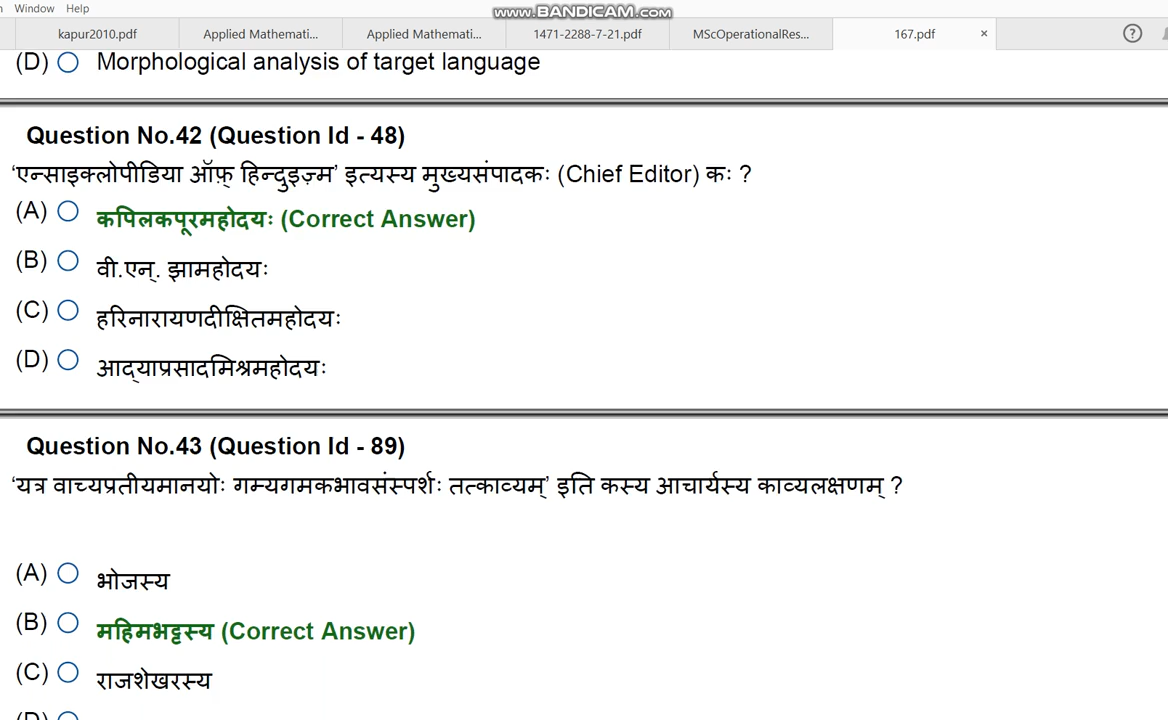 Window Help
www.BANDICAM.com
kapur2010.pdf Applied Mathemati... Applied Mathemati... 1471-2288-7-21.pdf MScOperationalRes... 167.pdf × ?
(D) Morphological analysis of target language
Question No.42 (Question Id - 48)
'एन्साइक्लोपीडिया ऑफ़् हिन्दुइज़्म' इत्यस्य मुख्यसंपादकः (Chief Editor) कः ?
(A) कपिलकपूरमहोदयः (Correct Answer)
(B) वी.एन्. झामहोदयः
(C) हरिनारायणदीक्षितमहोदयः
(D) आद्याप्रसादमिश्रमहोदयः
Question No.43 (Question Id - 89)
'यत्र वाच्यप्रतीयमानयोः गम्यगमकभावसंस्पर्शः तत्काव्यम्' इति कस्य आचार्यस्य काव्यलक्षणम् ?
(A) भोजस्य
(B) महिमभट्टस्य (Correct Answer)
(C) राजशेखरस्य
(D)